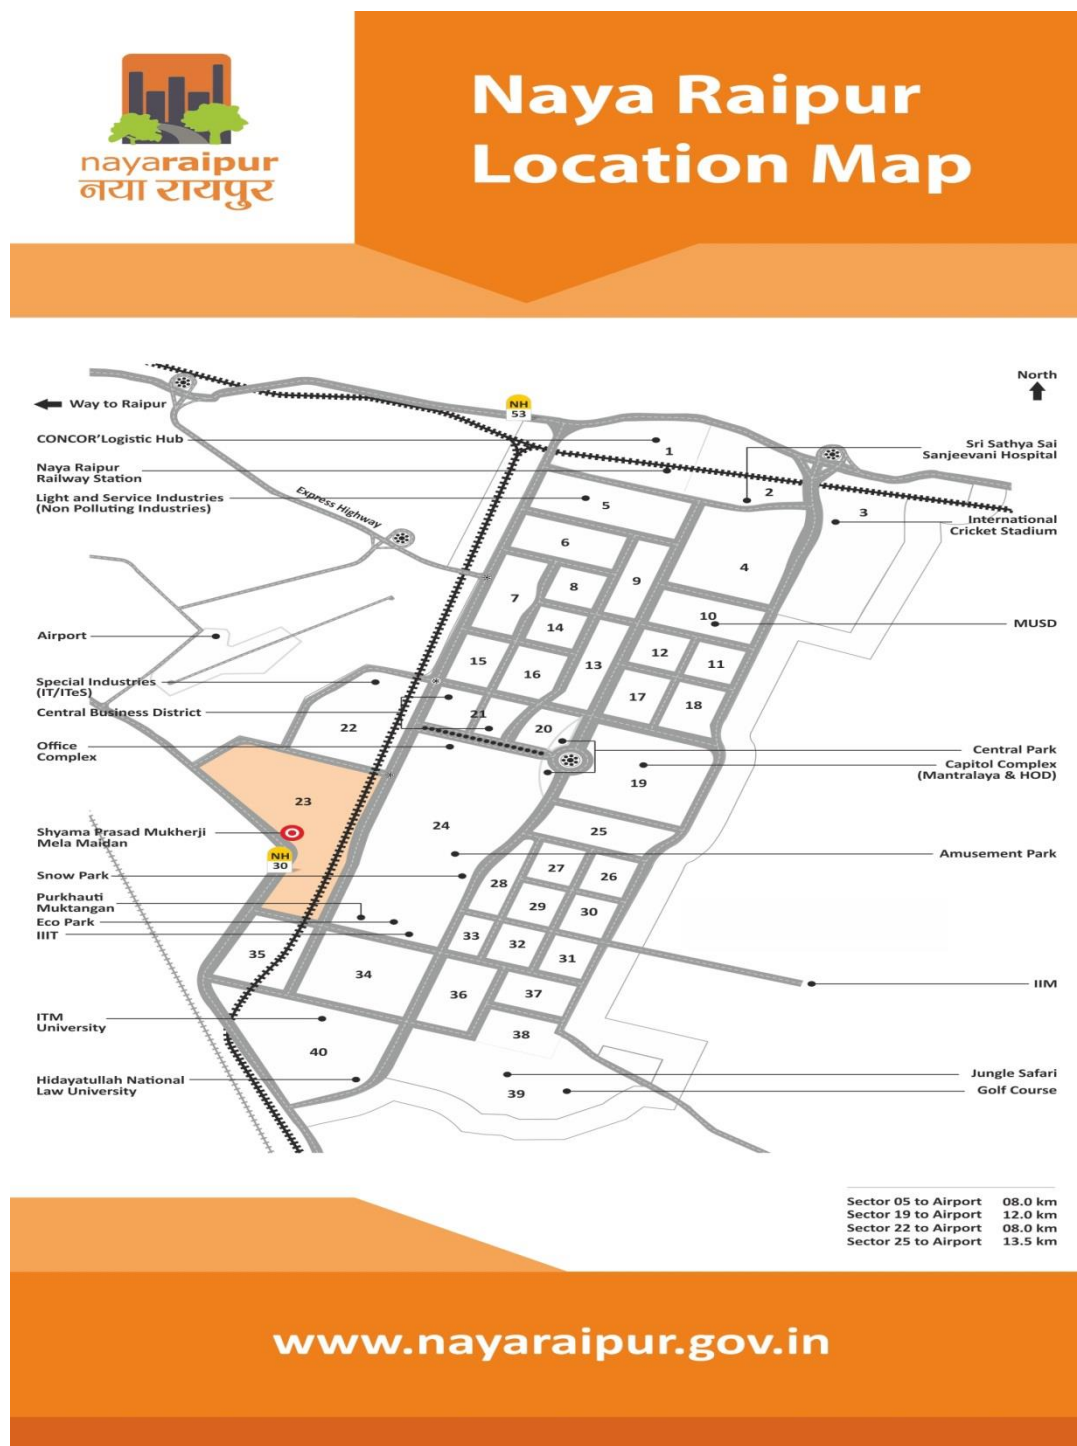 nayaraipur
नया रायपुर
Naya Raipur
Location Map
North
Way to Raipur
NH
53
CONCOR'Logistic Hub
Naya Raipur
Railway Station
Light and Service Industries
(Non Polluting Industries)
Express Highway
Sri Sathya Sai
Sanjeevani Hospital
International
Cricket Stadium
1
2
3
5
6
4
9
8
7
10
14
MUSD
Airport
12
11
13
15
16
Special Industries
(IT/ITeS)
17
18
Central Business District
21
22
20
Office
Complex
Central Park
Capitol Complex
(Mantralaya & HOD)
19
23
24
25
Shyama Prasad Mukherji
Mela Maidan
NH
30
Amusement Park
Snow Park
27
26
28
Purkhauti
Muktangan
29
30
Eco Park
IIIT
33
32
35
31
34
IIM
36
37
ITM
University
38
40
Hidayatullah National
Law University
Jungle Safari
Golf Course
39
Sector 05 to Airport 08.0 km
Sector 19 to Airport 12.0 km
Sector 22 to Airport 08.0 km
Sector 25 to Airport 13.5 km
www.nayaraipur.gov.in